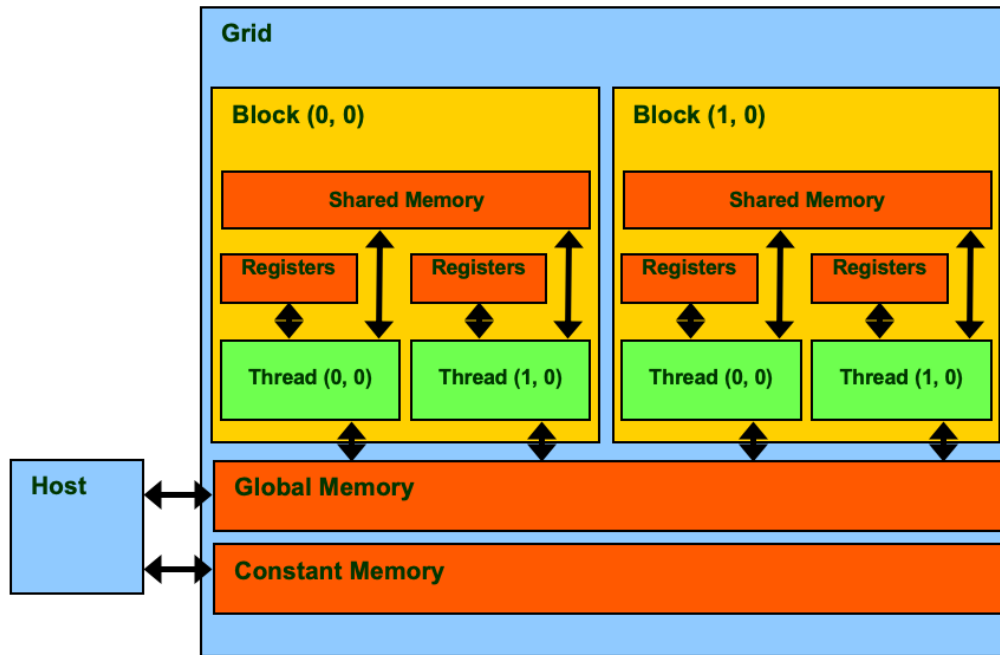 Grid
Block (0, 0)
Block (1, 0)
Shared Memory
Shared Memory
Registers
Registers
Registers
Registers
Thread (0, 0)
Thread (1, 0)
Thread (0, 0)
Thread (1, 0)
Host
Global Memory
Constant Memory